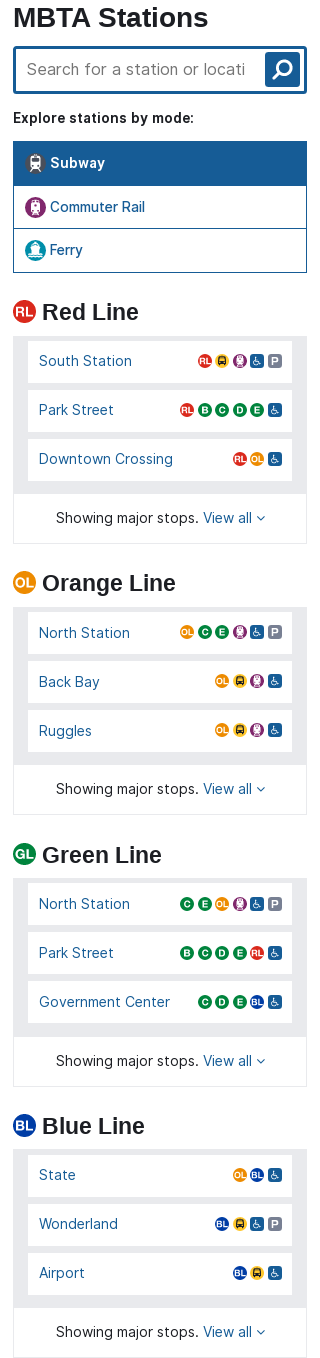 MBTA Stations
Search for a station or locati
Explore stations by mode:
Subway
Commuter Rail
Ferry
RL Red Line
South Station RL P
Park Street RL B C D E
Downtown Crossing RL OL
Showing major stops. View all
OL Orange Line
North Station OL C E P
Back Bay OL
Ruggles OL
Showing major stops. View all
GL Green Line
North Station C E OL P
Park Street B C D E RL
Government Center C D E BL
Showing major stops. View all
BL Blue Line
State OL BL
Wonderland BL P
Airport BL
Showing major stops. View all